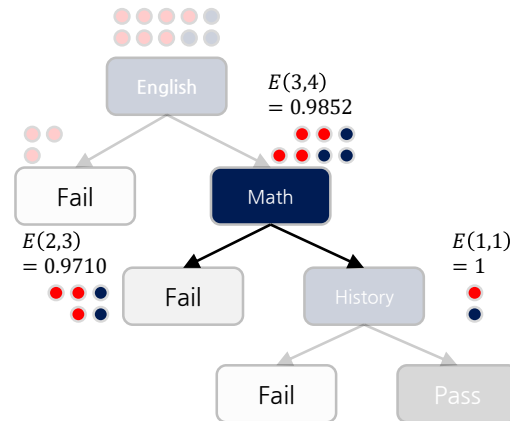 English
E(3,4)
= 0.9852
Fail
Math
E(2,3)
= 0.9710
E(1,1)
= 1
Fail
History
Fail
Pass